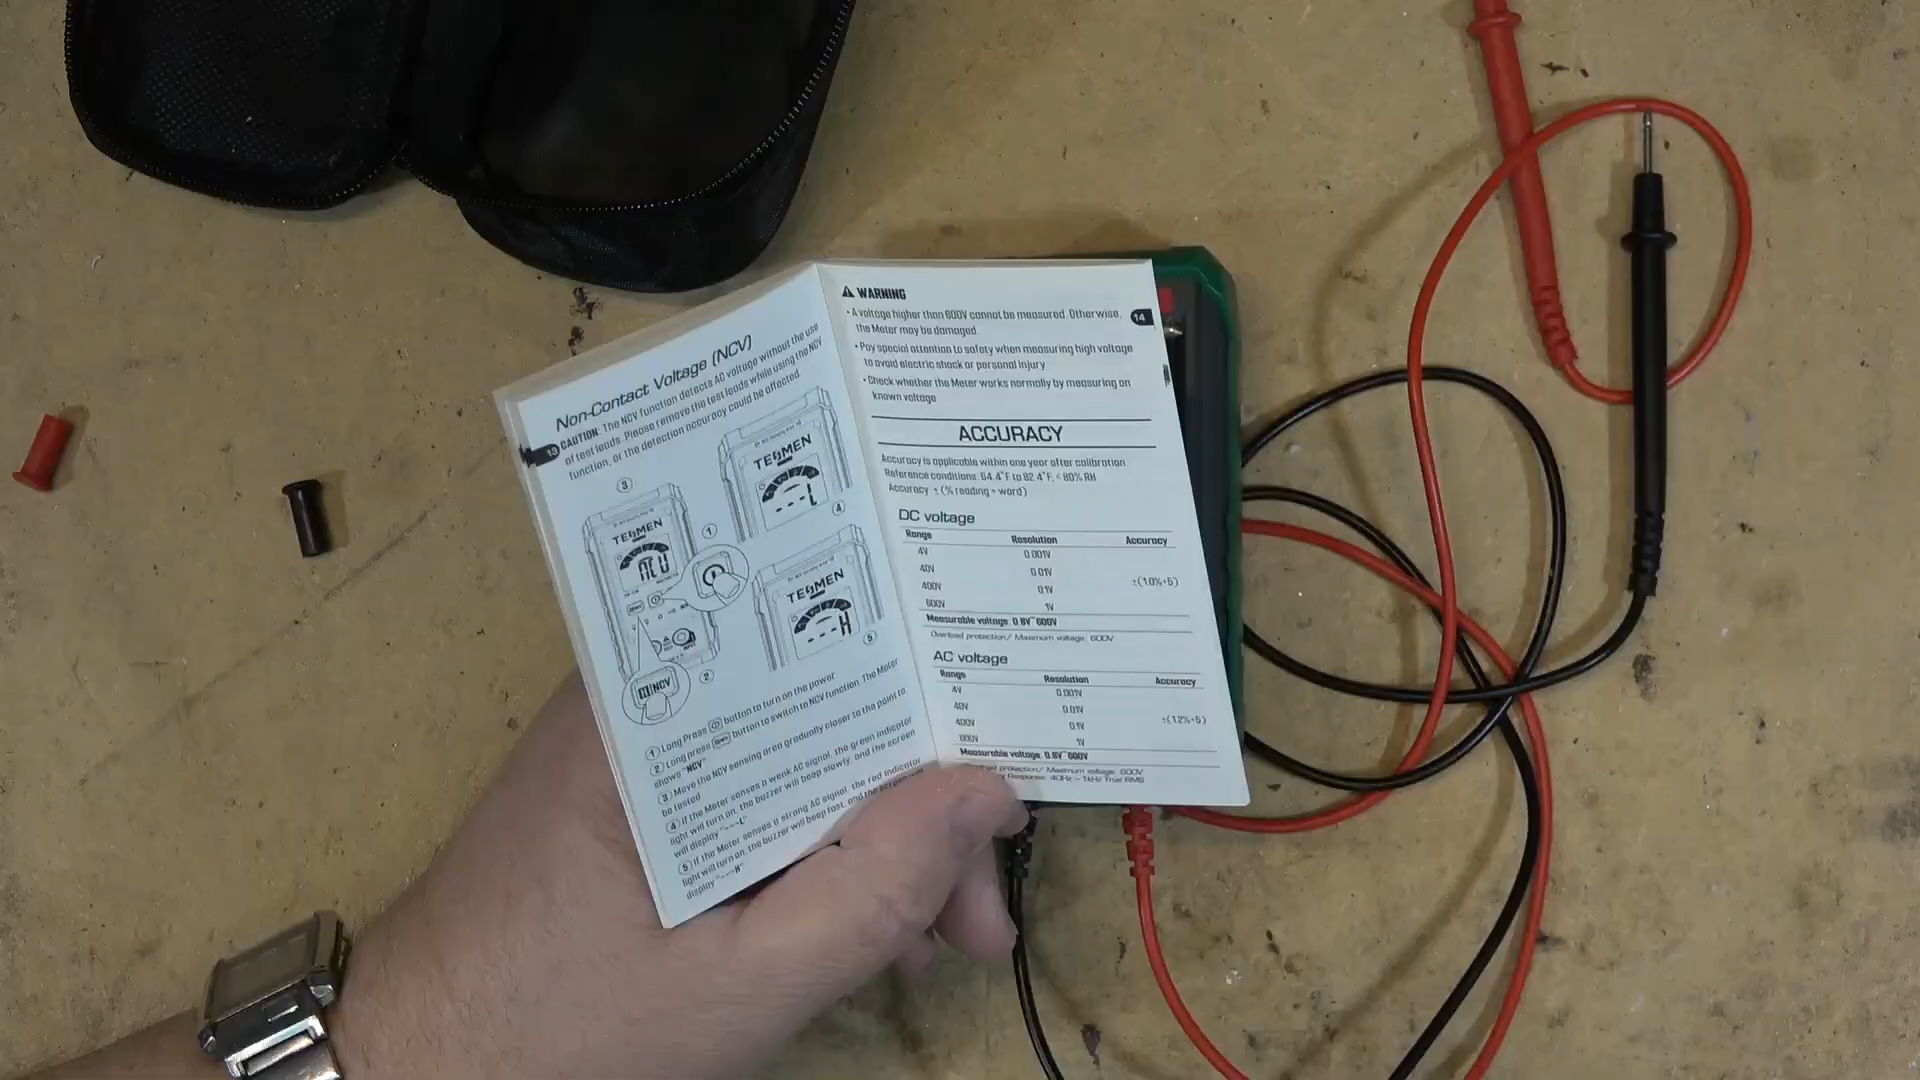 Non-Contact Voltage (NCV)
13
CAUTION: The NCV function detects AC voltage without the use
of test leads. Please remove the test leads while using the NCV
function, or the detection accuracy could be affected.
3
TESMEN
NCV
1
NCV
2
TESMEN
---L
4
TESMEN
---H
5
1 Long Press button to turn on the power
2 Long press button to switch to NCV function. The Meter
shows "NCV"
3 Move the NCV sensing area gradually closer to the point to
be tested
4 If the Meter senses a weak AC signal, the green indicator
light will turn on, the buzzer will beep slowly, and the screen
will display "---L"
5 If the Meter senses a strong AC signal, the red indicator
light will turn on, the buzzer will beep fast, and the screen will
display "---H"
WARNING
14
• A voltage higher than 600V cannot be measured. Otherwise,
the Meter may be damaged
• Pay special attention to safety when measuring high voltage
to avoid electric shock or personal injury
• Check whether the Meter works normally by measuring on
known voltage
ACCURACY
Accuracy is applicable within one year after calibration.
Reference conditions: 64.4°F to 82.4°F, < 80% RH
Accuracy: ± (% reading + word)
DC voltage
Range Resolution Accuracy
4V 0.001V
40V 0.01V
400V 0.1V ±(1.0%+5)
600V 1V
Measurable voltage: 0.8V~600V
Overload protection/ Maximum voltage: 600V
AC voltage
Range Resolution Accuracy
4V 0.001V
40V 0.01V
400V 0.1V ±(1.2%+5)
600V 1V
Measurable voltage: 0.8V~600V
protection/ Maximum voltage: 600V
Response: 40Hz ~ 1kHz True RMS